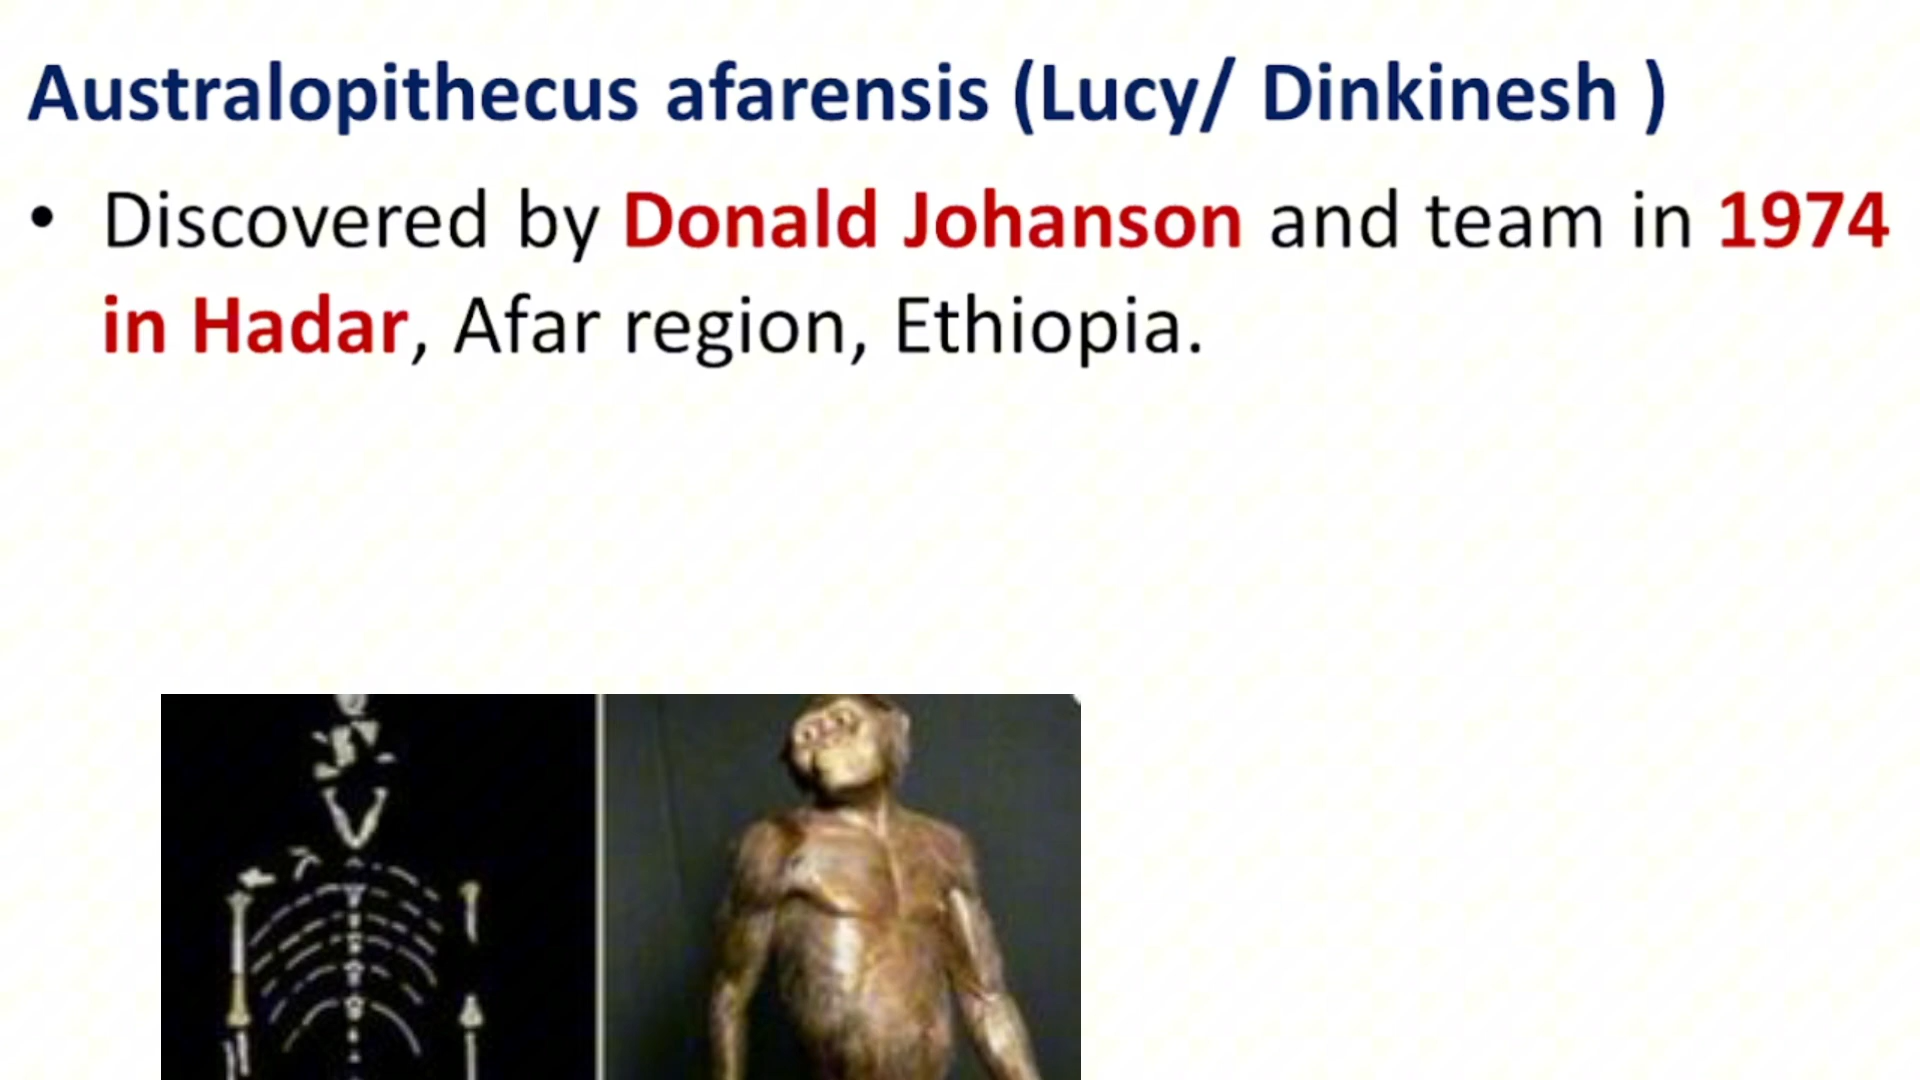 Australopithecus afarensis (Lucy/ Dinkinesh )
• Discovered by Donald Johanson and team in 1974
in Hadar, Afar region, Ethiopia.